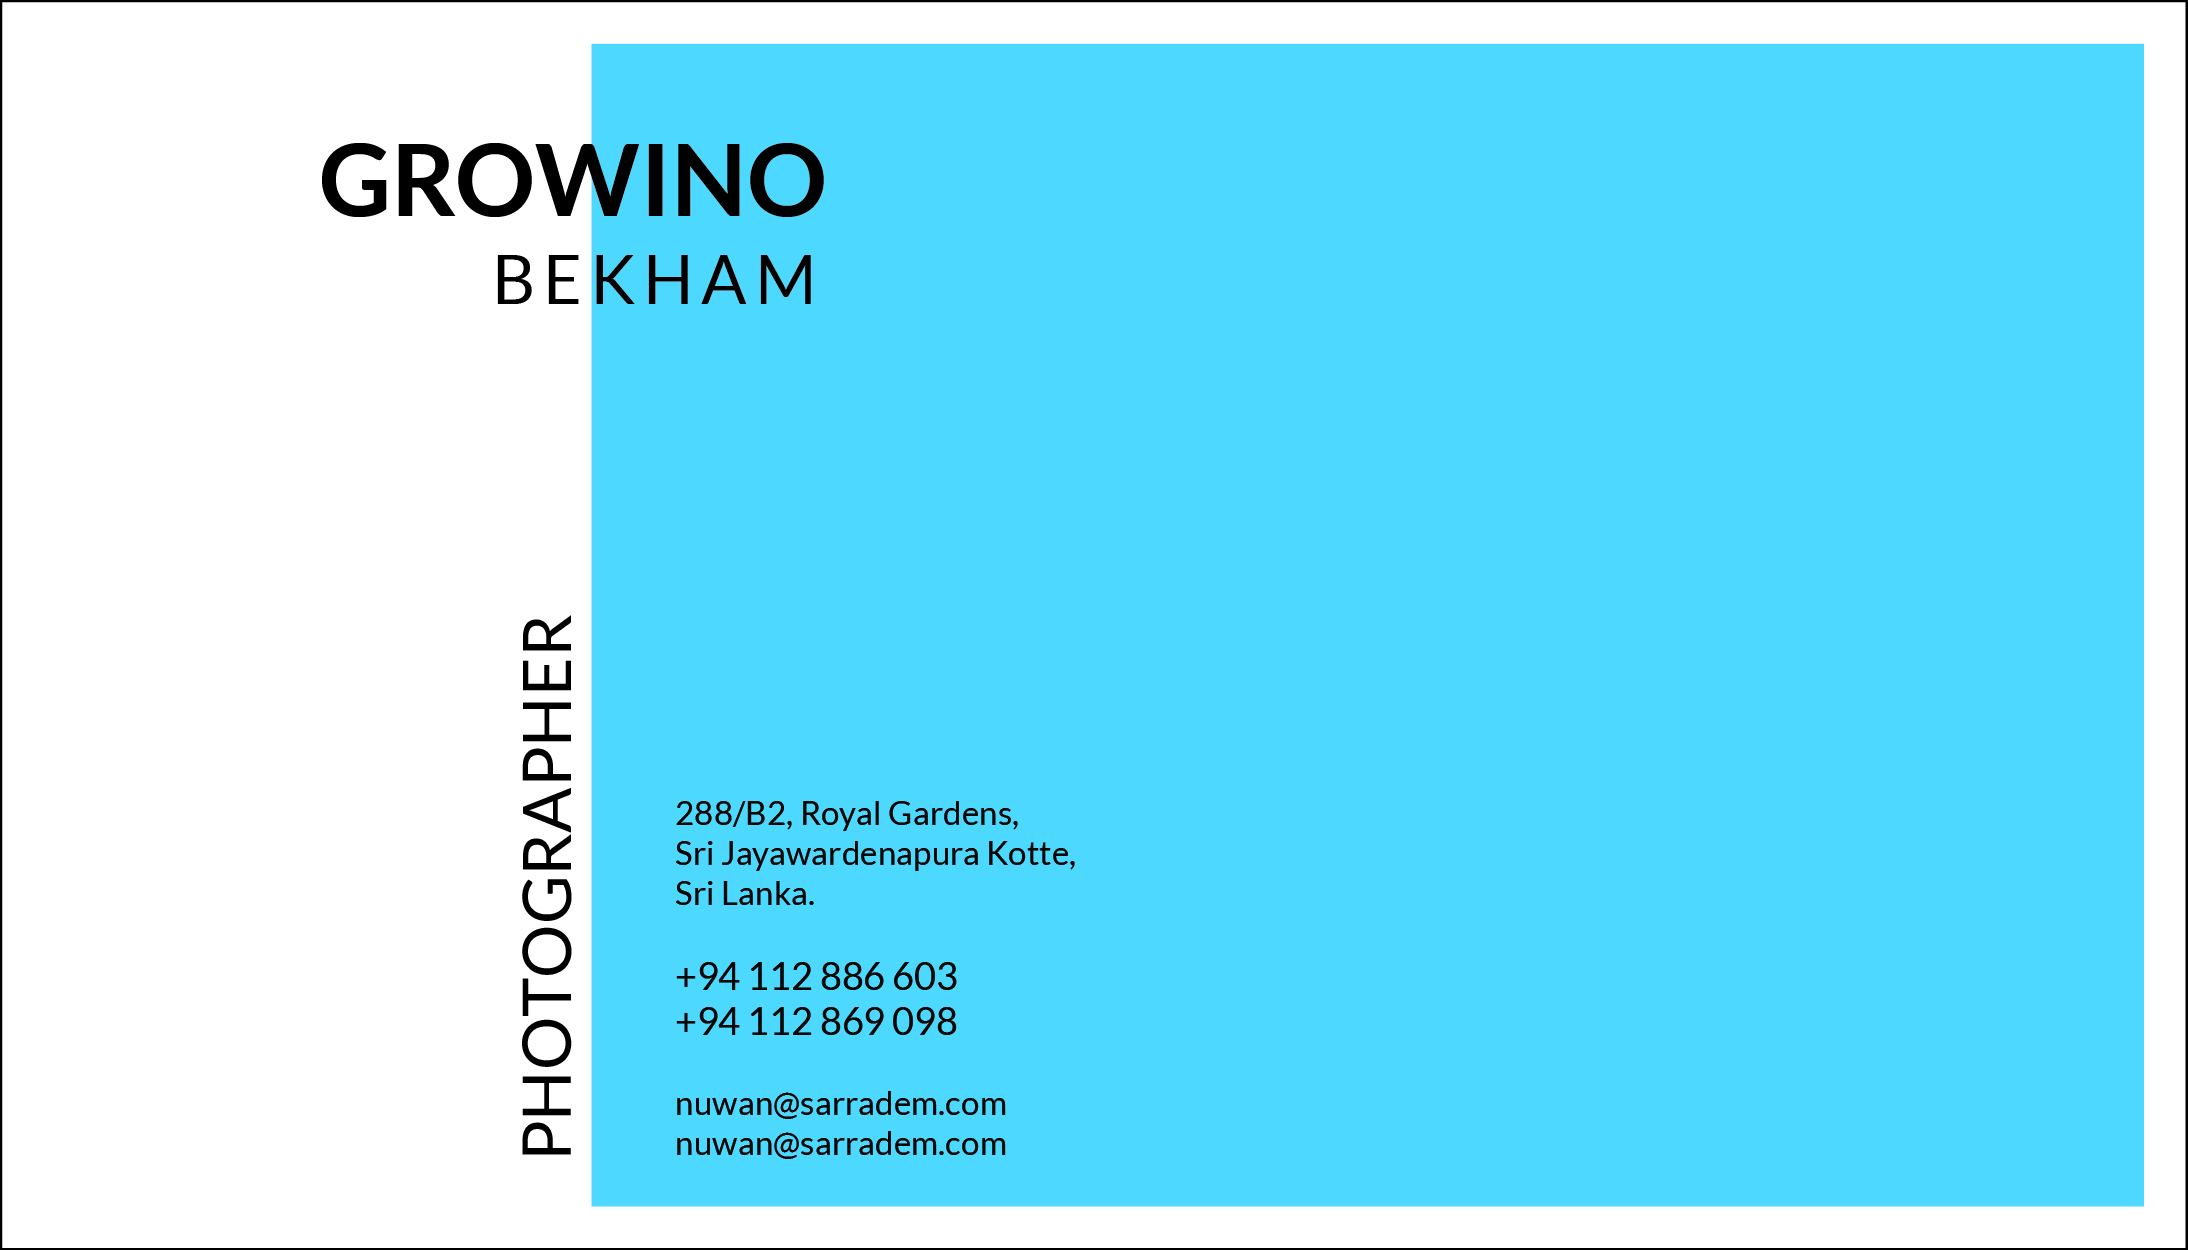 GROWINO
BEKHAM
PHOTOGRAPHER
288/B2, Royal Gardens,
Sri Jayawardenapura Kotte,
Sri Lanka.
+94 112 886 603
+94 112 869 098
nuwan@sarradem.com
nuwan@sarradem.com